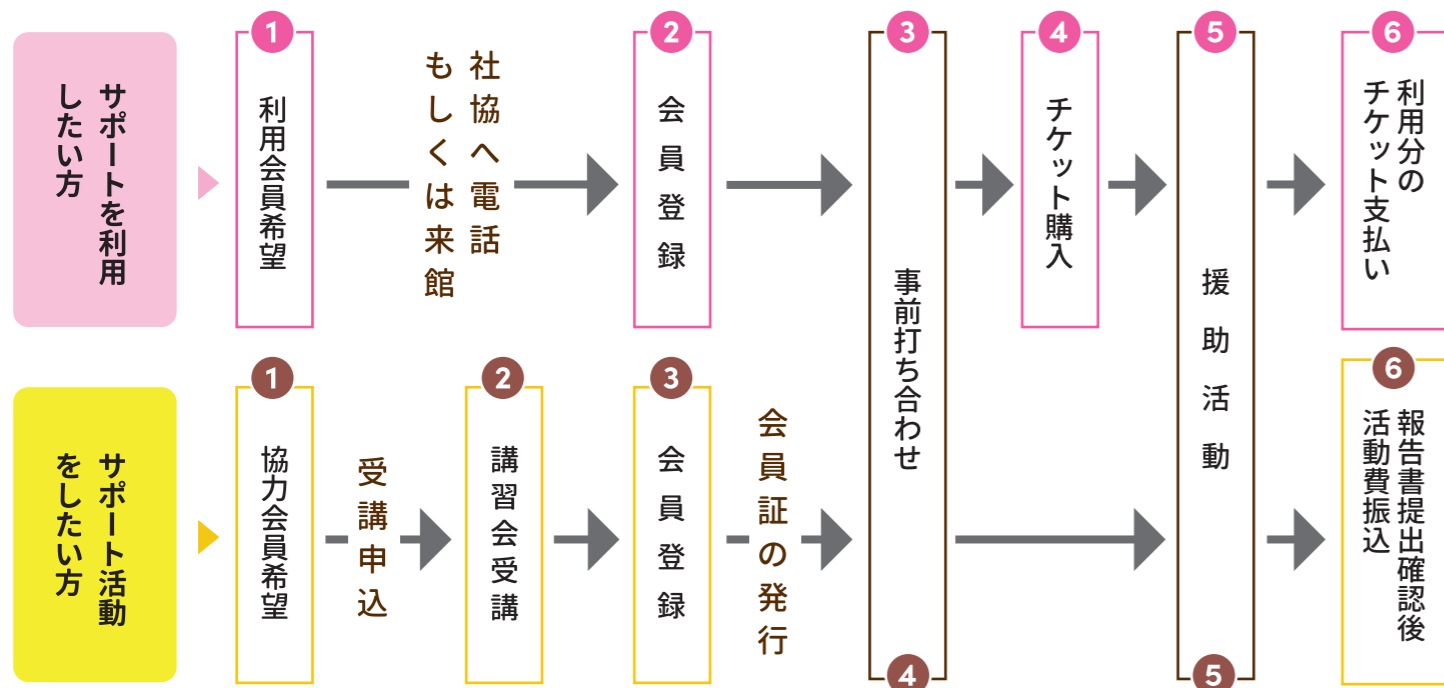 サポートを利用
したい方
1
利用会員希望
社協へ電話
もしくは来館
2
会員登録
3
事前打ち合わせ
4
チケット購入
5
援助活動
6
利用分の
チケット支払い
サポート活動
をしたい方
1
協力会員希望
受講申込
2
講習会受講
3
会員登録
会員証の発行
4
5
6
報告書提出確認後
活動費振込